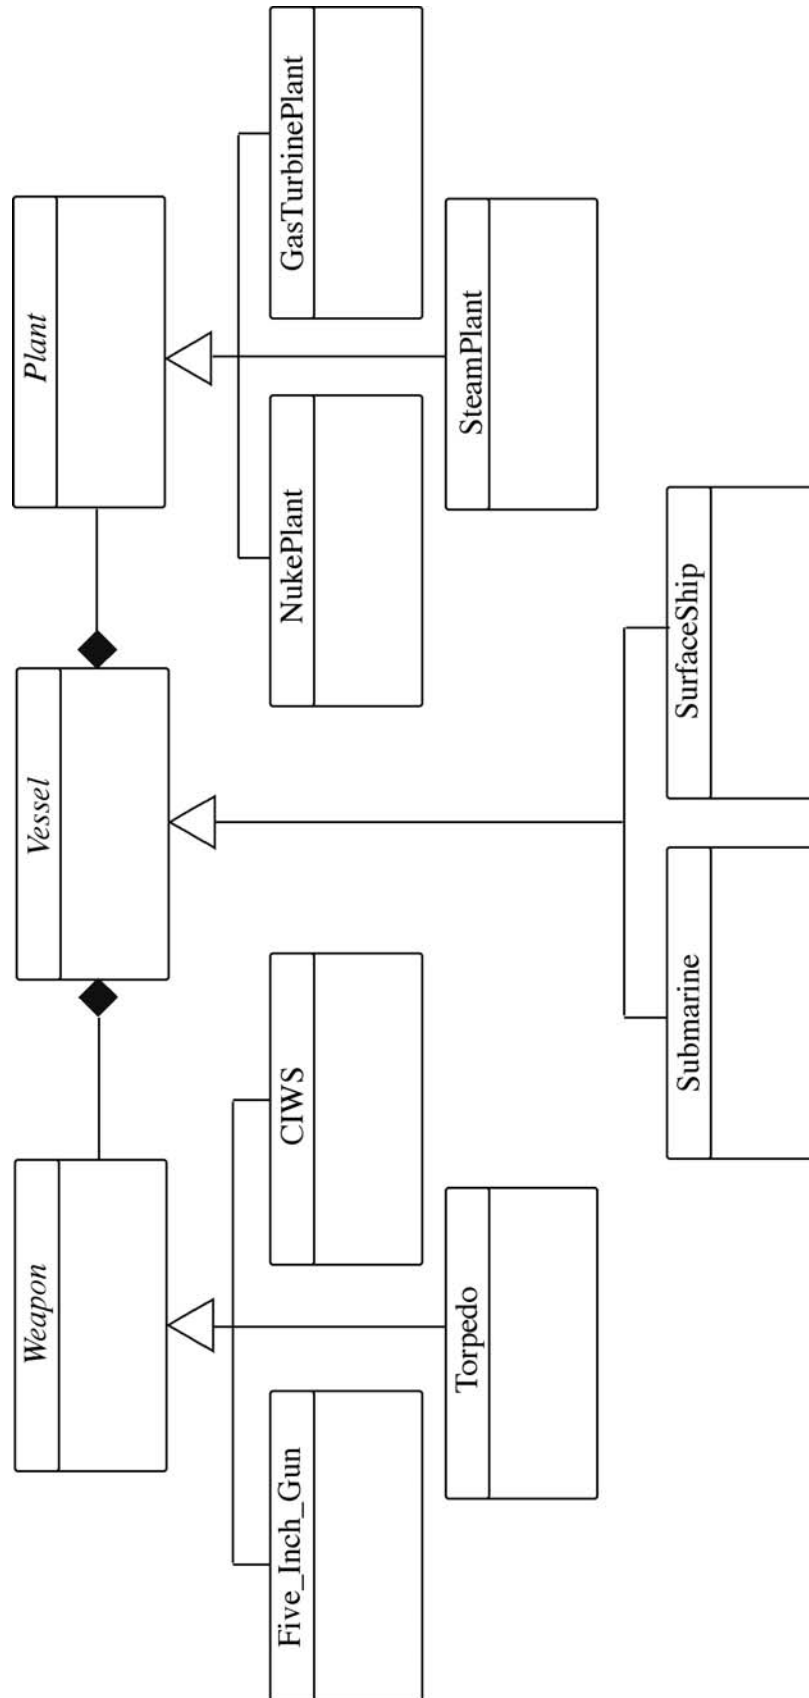 Weapon
Vessel
Plant
Five_Inch_Gun
CIWS
NukePlant
GasTurbinePlant
Torpedo
SteamPlant
Submarine
SurfaceShip